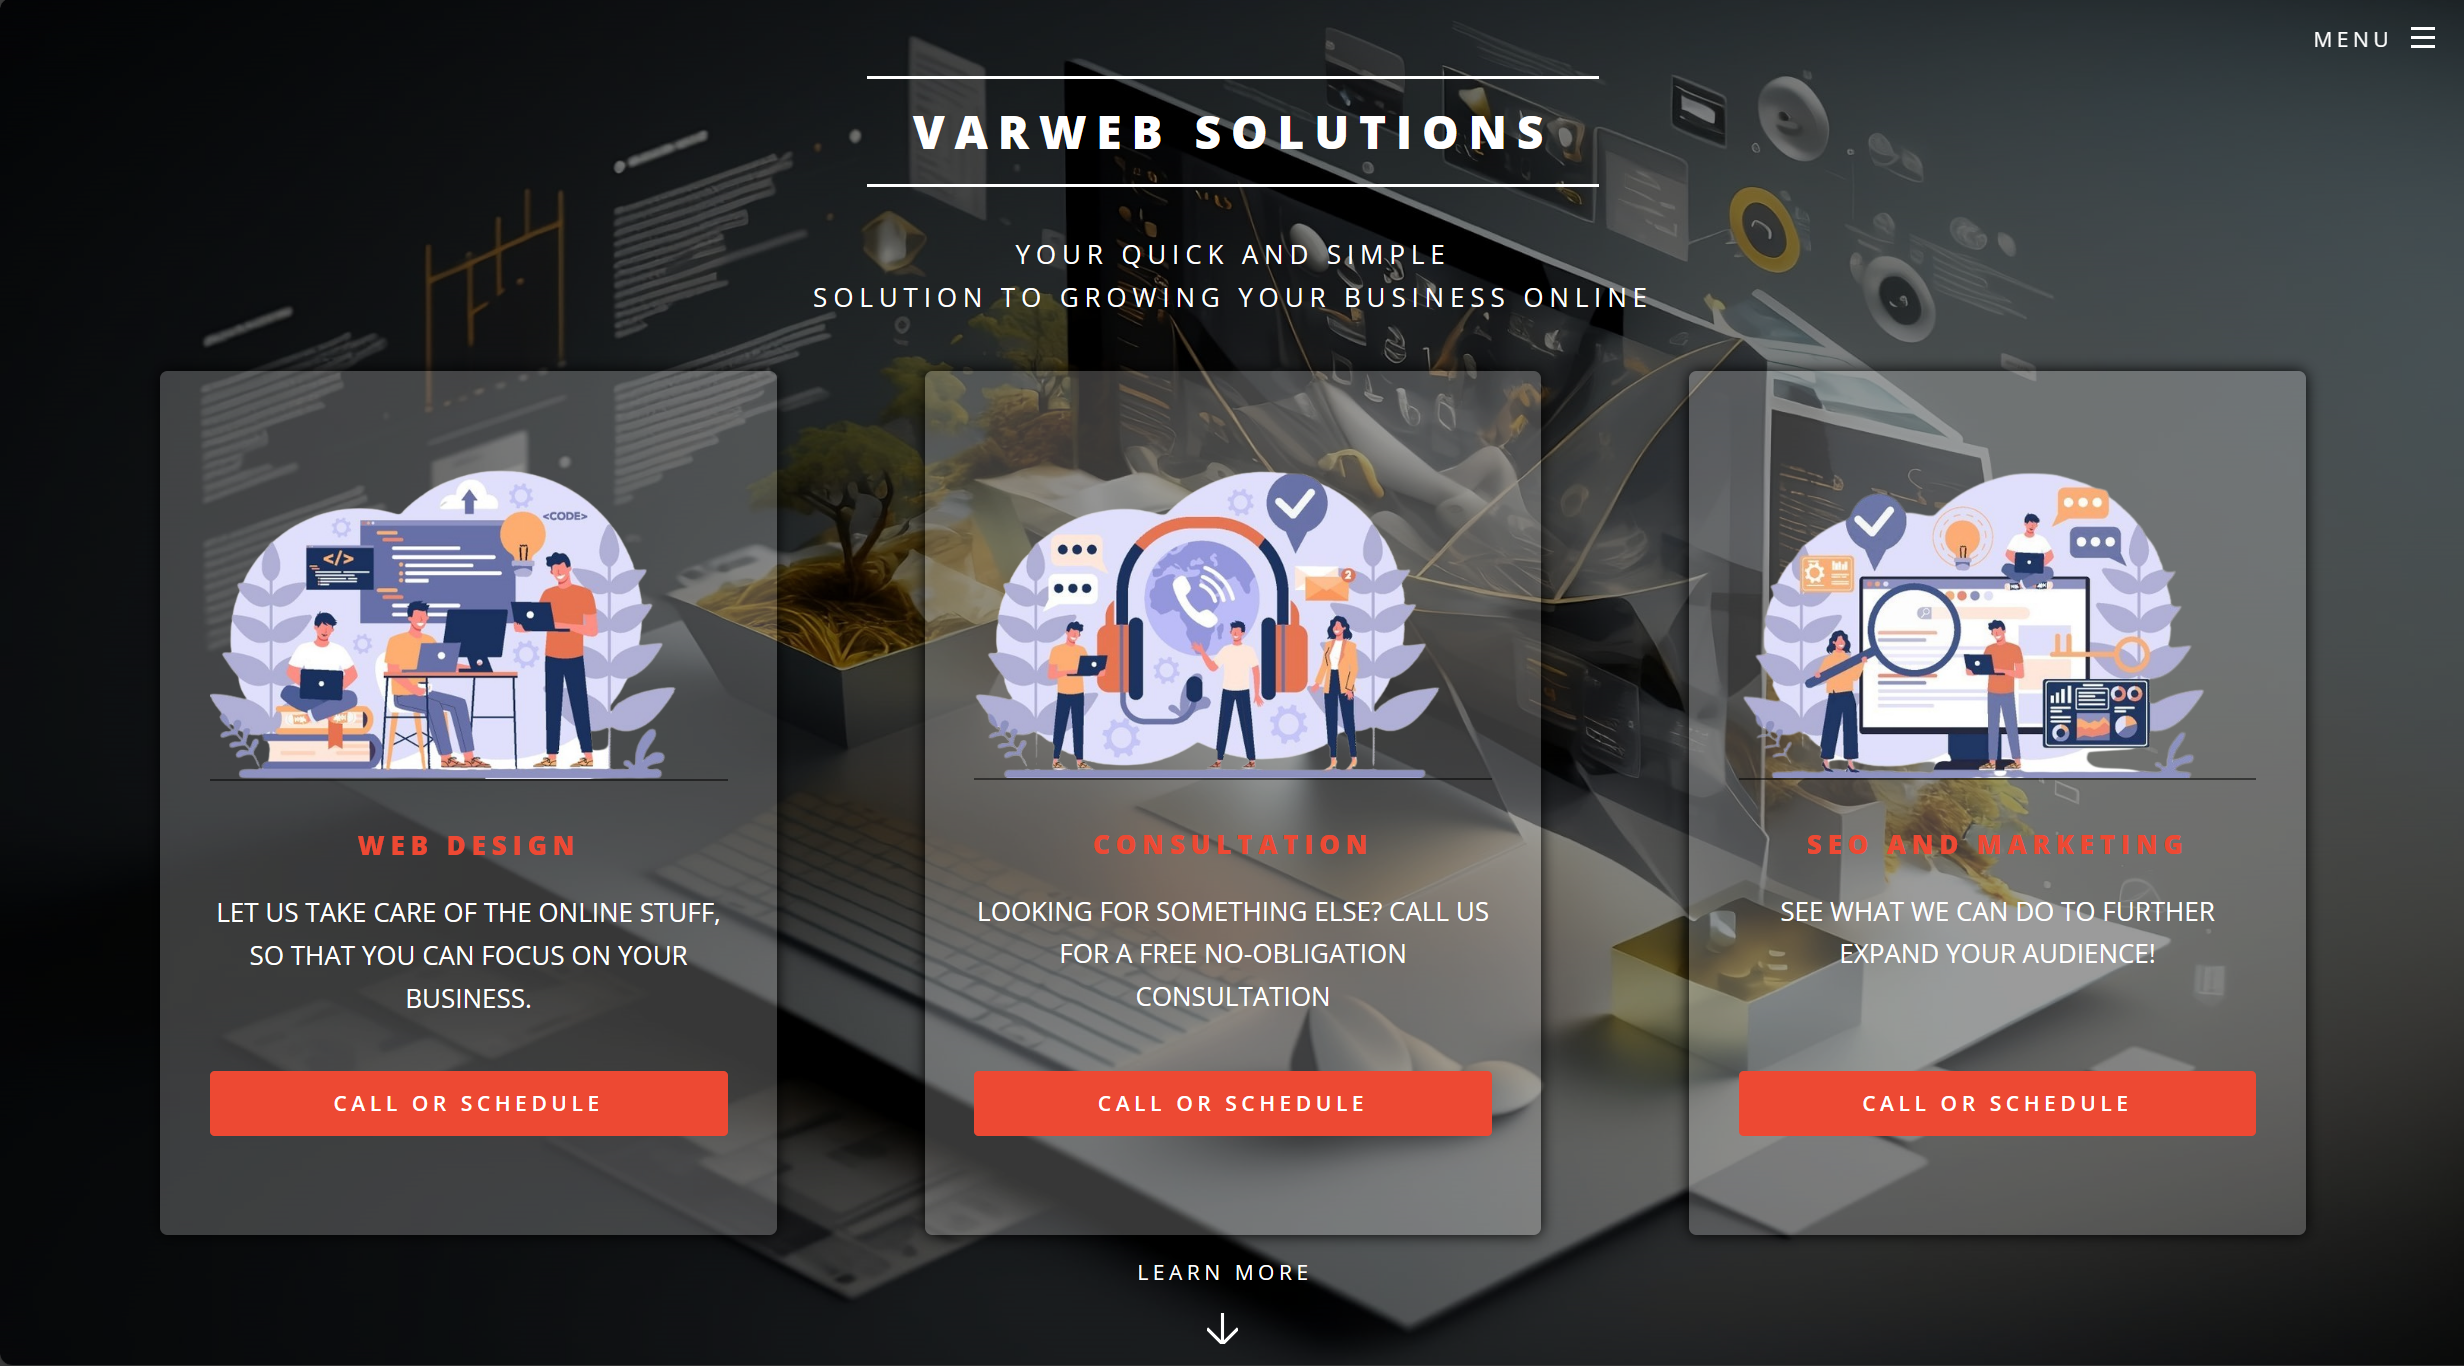 MENU
VARWEB SOLUTIONS
YOUR QUICK AND SIMPLE
SOLUTION TO GROWING YOUR BUSINESS ONLINE
<CODE>
</>
2
WEB DESIGN
LET US TAKE CARE OF THE ONLINE STUFF,
SO THAT YOU CAN FOCUS ON YOUR
BUSINESS.
CALL OR SCHEDULE
CONSULTATION
LOOKING FOR SOMETHING ELSE? CALL US
FOR A FREE NO-OBLIGATION
CONSULTATION
CALL OR SCHEDULE
SEO AND MARKETING
SEE WHAT WE CAN DO TO FURTHER
EXPAND YOUR AUDIENCE!
CALL OR SCHEDULE
LEARN MORE